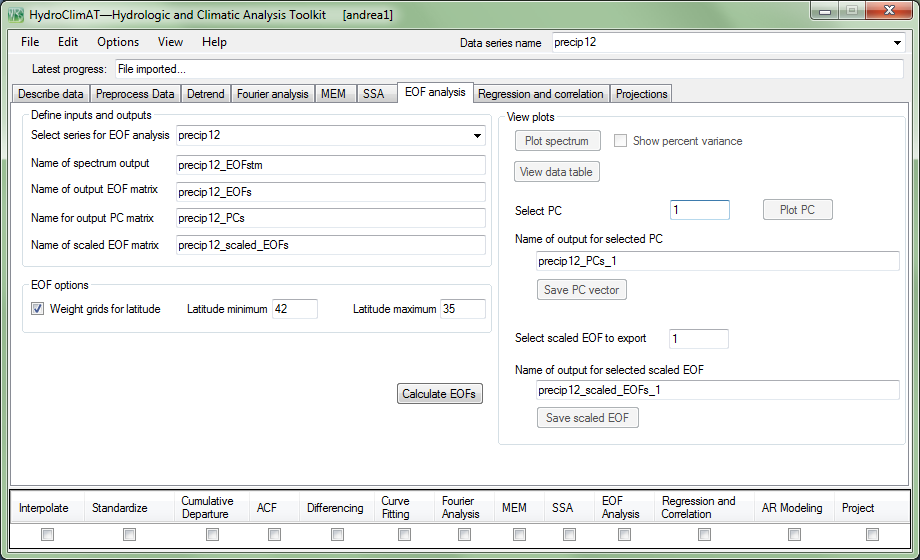 HydroClimAT—Hydrologic and Climatic Analysis Toolkit [andrea1]
File Edit Options View Help
Data series name precip12
Latest progress: File imported...
Describe data Preprocess Data Detrend Fourier analysis MEM SSA EOF analysis Regression and correlation Projections
Define inputs and outputs
Select series for EOF analysis precip12
Name of spectrum output precip12_EOFstm
Name of output EOF matrix precip12_EOFs
Name for output PC matrix precip12_PCs
Name of scaled EOF matrix precip12_scaled_EOFs
EOF options
Weight grids for latitude Latitude minimum 42 Latitude maximum 35
Calculate EOFs
View plots
Plot spectrum Show percent variance
View data table
Select PC 1 Plot PC
Name of output for selected PC
precip12_PCs_1
Save PC vector
Select scaled EOF to export 1
Name of output for selected scaled EOF
precip12_scaled_EOFs_1
Save scaled EOF
Interpolate
Standardize
Cumulative
Departure
ACF
Differencing
Curve
Fitting
Fourier
Analysis
MEM
SSA
EOF
Analysis
Regression and
Correlation
AR Modeling
Project